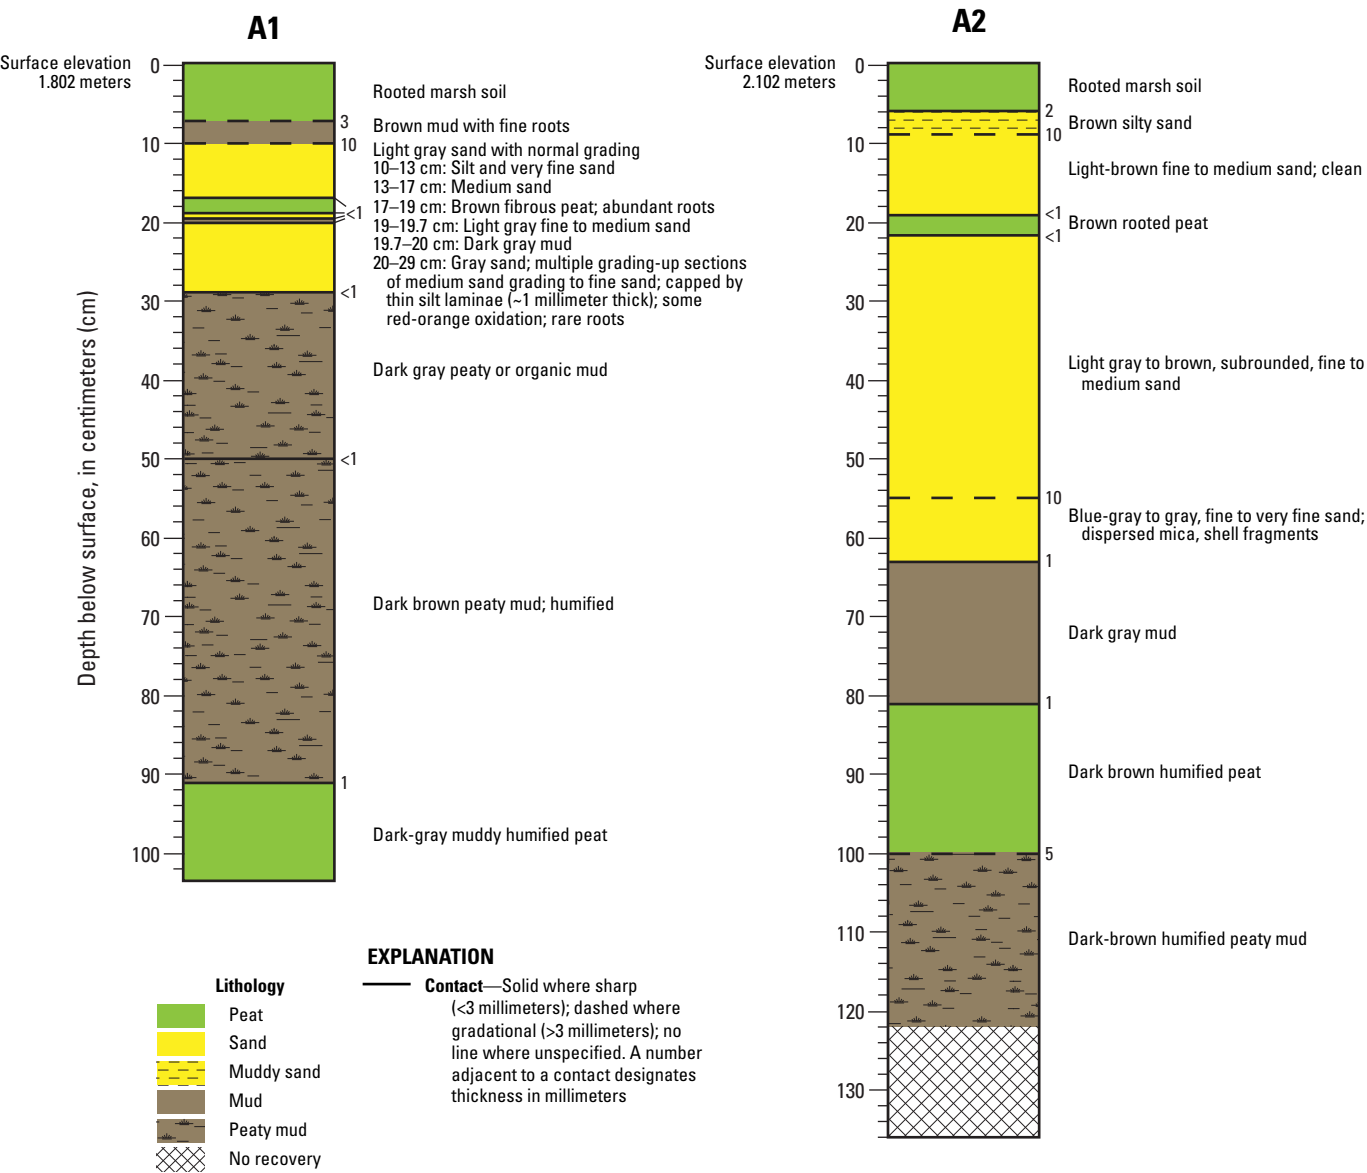 A1
Surface elevation
1.802 meters
Depth below surface, in centimeters (cm)
0
10
20
30
40
50
60
70
80
90
100
3
10
<1
<1
<1
1
Rooted marsh soil
Brown mud with fine roots
Light gray sand with normal grading
10–13 cm: Silt and very fine sand
13–17 cm: Medium sand
17–19 cm: Brown fibrous peat; abundant roots
19–19.7 cm: Light gray fine to medium sand
19.7–20 cm: Dark gray mud
20–29 cm: Gray sand; multiple grading-up sections
of medium sand grading to fine sand; capped by
thin silt laminae (~1 millimeter thick); some
red-orange oxidation; rare roots
Dark gray peaty or organic mud
Dark brown peaty mud; humified
Dark-gray muddy humified peat
A2
Surface elevation
2.102 meters
0
10
20
30
40
50
60
70
80
90
100
110
120
130
2
10
<1
<1
10
1
1
5
Rooted marsh soil
Brown silty sand
Light-brown fine to medium sand; clean
Brown rooted peat
Light gray to brown, subrounded, fine to
medium sand
Blue-gray to gray, fine to very fine sand;
dispersed mica, shell fragments
Dark gray mud
Dark brown humified peat
Dark-brown humified peaty mud
EXPLANATION
Lithology
Peat
Sand
Muddy sand
Mud
Peaty mud
No recovery
Contact—Solid where sharp
(<3 millimeters); dashed where
gradational (>3 millimeters); no
line where unspecified. A number
adjacent to a contact designates
thickness in millimeters